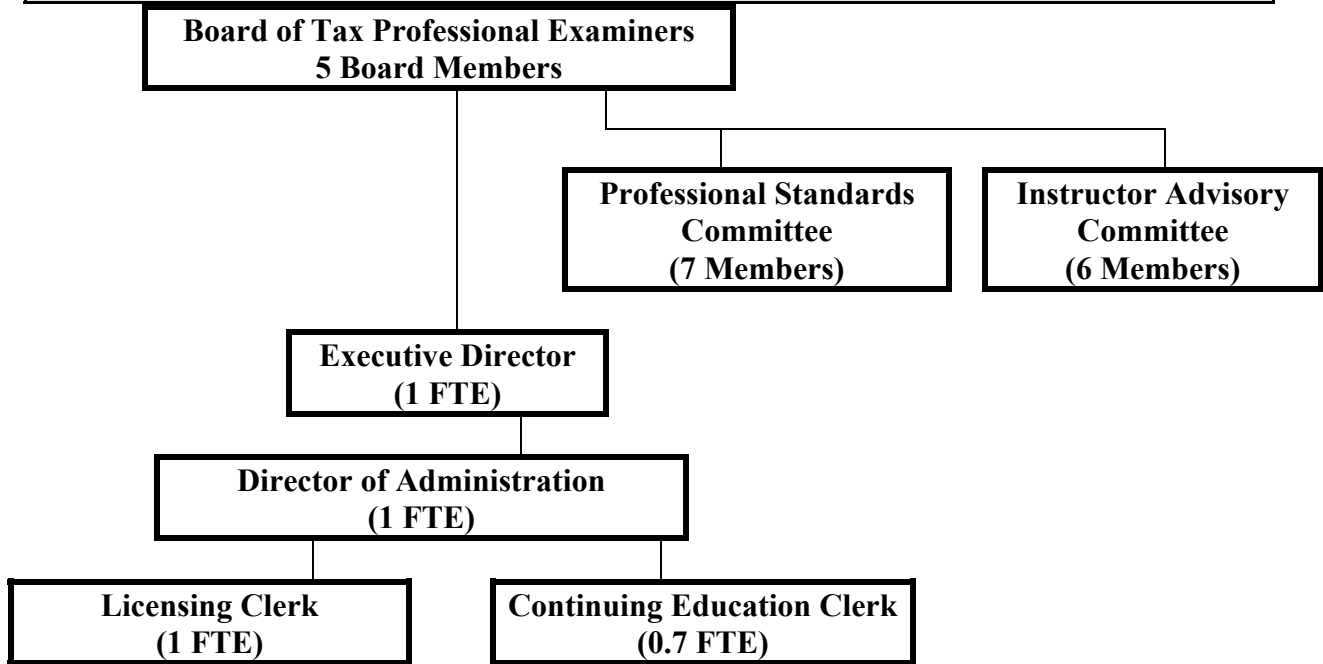 Board of Tax Professional Examiners
5 Board Members
Professional Standards
Committee
(7 Members)
Instructor Advisory
Committee
(6 Members)
Executive Director
(1 FTE)
Director of Administration
(1 FTE)
Licensing Clerk
(1 FTE)
Continuing Education Clerk
(0.7 FTE)